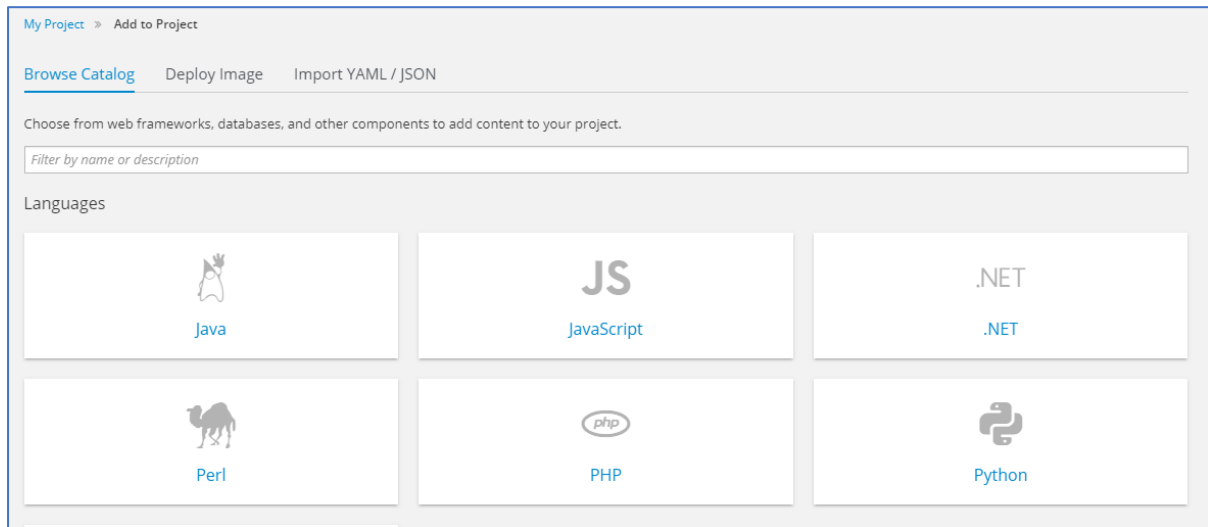 My Project » Add to Project
Browse Catalog Deploy Image Import YAML / JSON
Choose from web frameworks, databases, and other components to add content to your project.
Filter by name or description
Languages
JS .NET
Java JavaScript .NET
php
Perl PHP Python